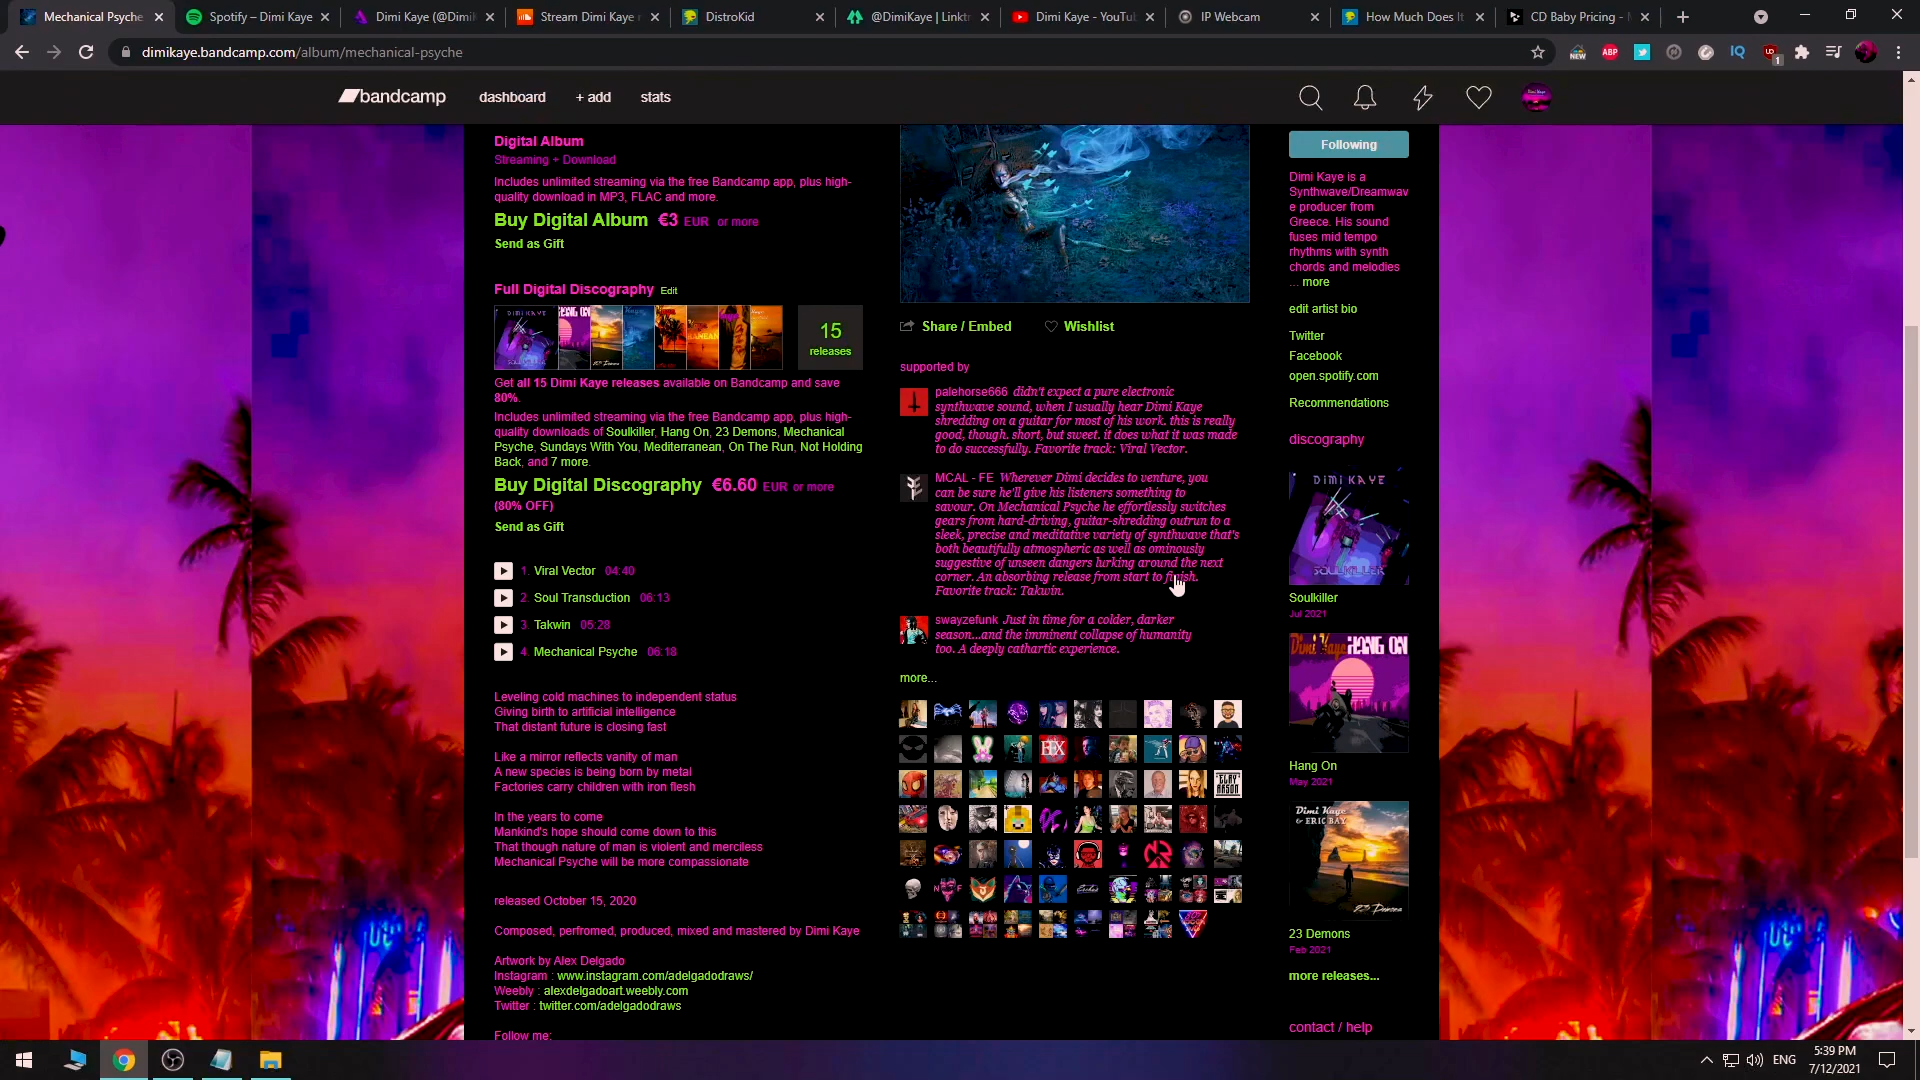 Mechanical Psyche
Spotify – Dimi Kaye
Dimi Kaye (@Dimi
Stream Dimi Kaye
DistroKid
@DimiKaye | Linktr
Dimi Kaye - YouTu
IP Webcam
How Much Does It
CD Baby Pricing -
dimikaye.bandcamp.com/album/mechanical-psyche
NEW
ABP
IQ
1
bandcamp
dashboard
+ add
stats
Digital Album
Streaming + Download
Includes unlimited streaming via the free Bandcamp app, plus high-
quality download in MP3, FLAC and more.
Buy Digital Album €3 EUR or more
Send as Gift
Full Digital Discography Edit
DIMI KAYE
SOULKILLER
HANG ON
15
releases
Get all 15 Dimi Kaye releases available on Bandcamp and save
80%.
Includes unlimited streaming via the free Bandcamp app, plus high-
quality downloads of Soulkiller, Hang On, 23 Demons, Mechanical
Psyche, Sundays With You, Mediterranean, On The Run, Not Holding
Back, and 7 more.
Buy Digital Discography €6.60 EUR or more
(80% OFF)
Send as Gift
1. Viral Vector 04:40
2. Soul Transduction 06:13
3. Takwin 05:28
4. Mechanical Psyche 06:18
Leveling cold machines to independent status
Giving birth to artificial intelligence
That distant future is closing fast
Like a mirror reflects vanity of man
A new species is being born by metal
Factories carry children with iron flesh
In the years to come
Mankind's hope should come down to this
That though nature of man is violent and merciless
Mechanical Psyche will be more compassionate
released October 15, 2020
Composed, perfromed, produced, mixed and mastered by Dimi Kaye
Artwork by Alex Delgado
Instagram : www.instagram.com/adelgadodraws/
Weebly : alexdelgadoart.weebly.com
Twitter : twitter.com/adelgadodraws
Follow me:
Share / Embed
Wishlist
supported by
palehorse666 didn't expect a pure electronic
synthwave sound, when I usually hear Dimi Kaye
shredding on a guitar for most of his work. this is really
good, though. short, but sweet. it does what it was made
to do successfully. Favorite track: Viral Vector.
MCAL - FE Wherever Dimi decides to venture, you
can be sure he'll give his listeners something to
savour. On Mechanical Psyche he effortlessly switches
gears from hard-driving, guitar-shredding outrun to a
sleek, precise and meditative variety of synthwave that's
both beautifully atmospheric as well as ominously
suggestive of unseen dangers lurking around the next
corner. An absorbing release from start to finish.
Favorite track: Takwin.
swayzefunk Just in time for a colder, darker
season...and the imminent collapse of humanity
too. A deeply cathartic experience.
more...
Following
Dimi Kaye is a
Synthwave/Dreamwav
e producer from
Greece. His sound
fuses mid tempo
rhythms with synth
chords and melodies
... more
edit artist bio
Twitter
Facebook
open.spotify.com
Recommendations
discography
DIMI KAYE
SOULKILLER
Soulkiller
Jul 2021
Dimi Kaye HANG ON
Hang On
May 2021
Dimi Kaye
& ERIC BAY
23 Demons
23 Demons
Feb 2021
more releases...
contact / help
ENG
5:39 PM
7/12/2021